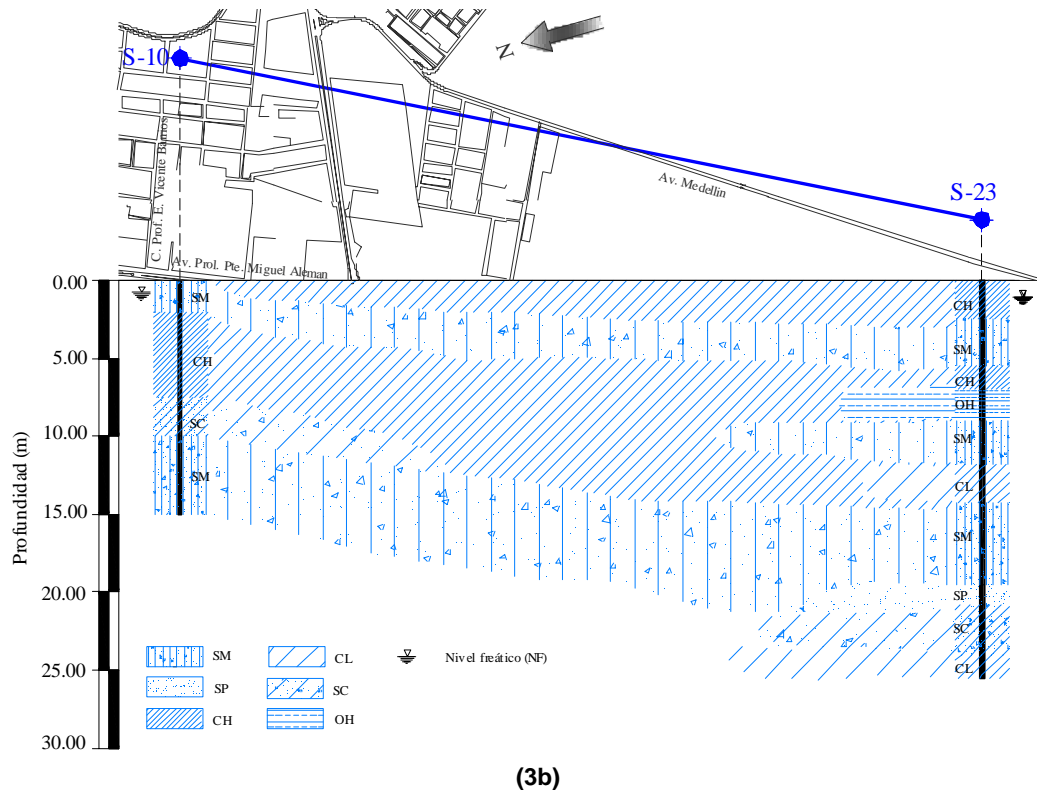 N
S-10
C. Prof. E. Vicente Barrios
Av. Medellin
S-23
Av. Prol. Pte. Miguel Aleman
Profundidad (m)
0.00
5.00
10.00
15.00
20.00
25.00
30.00
SM
CH
SC
SM
CH
SM
CH
OH
SM
CL
SM
SP
SC
CL
SM
CL
Nivel freático (NF)
SP
SC
CH
OH
(3b)